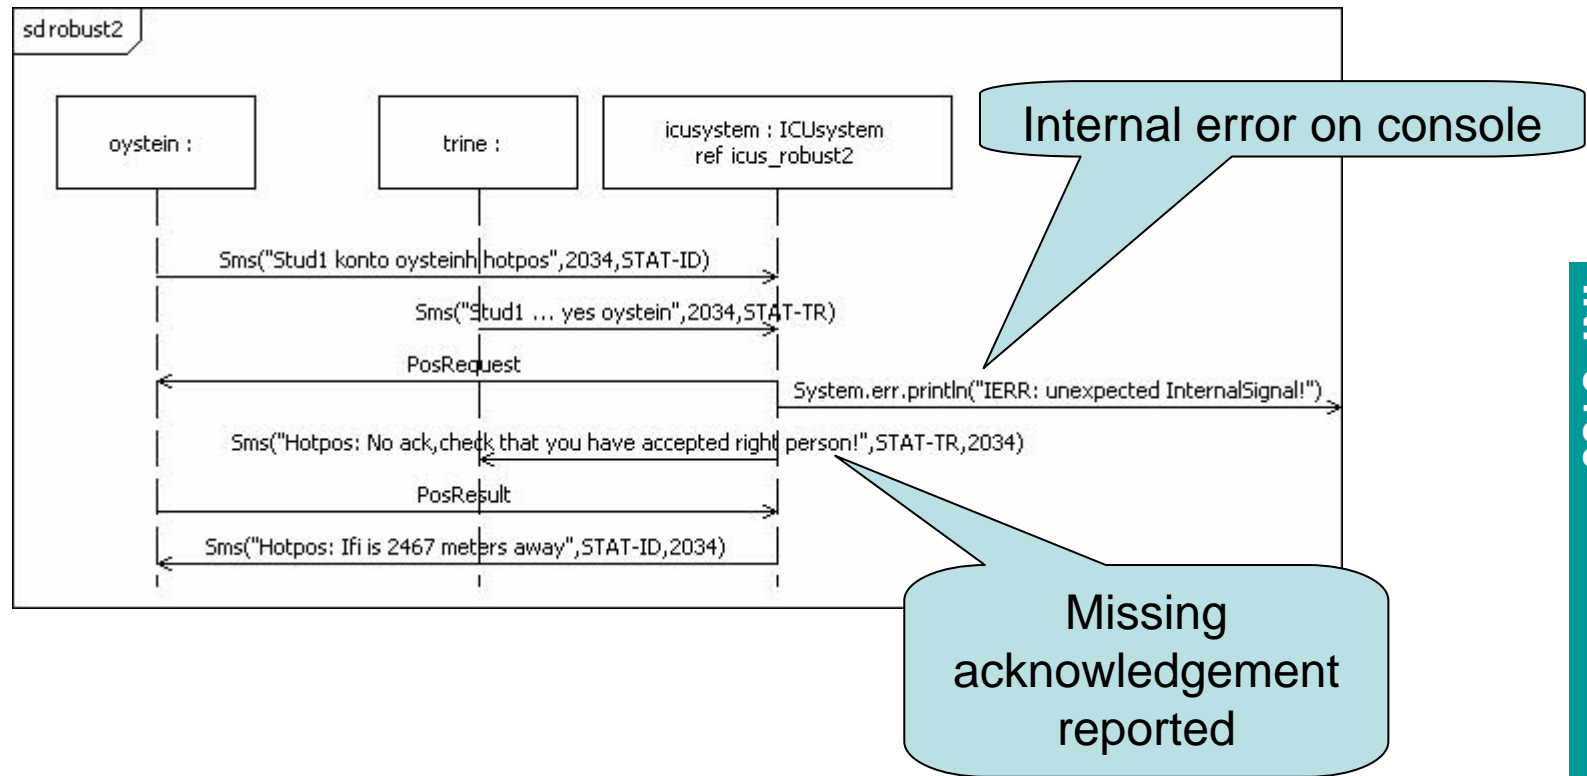 sd robust2
oystein :
trine :
icusystem : ICUsystem
ref icus_robust2
Internal error on console
Sms("Stud1 konto oysteinh hotpos",2034,STAT-ID)
Sms("Stud1 ... yes oystein",2034,STAT-TR)
PosRequest
System.err.println("IERR: unexpected InternalSignal!")
Sms("Hotpos: No ack,check that you have accepted right person!",STAT-TR,2034)
PosResult
Sms("Hotpos: Ifi is 2467 meters away",STAT-ID,2034)
Missing
acknowledgement
reported